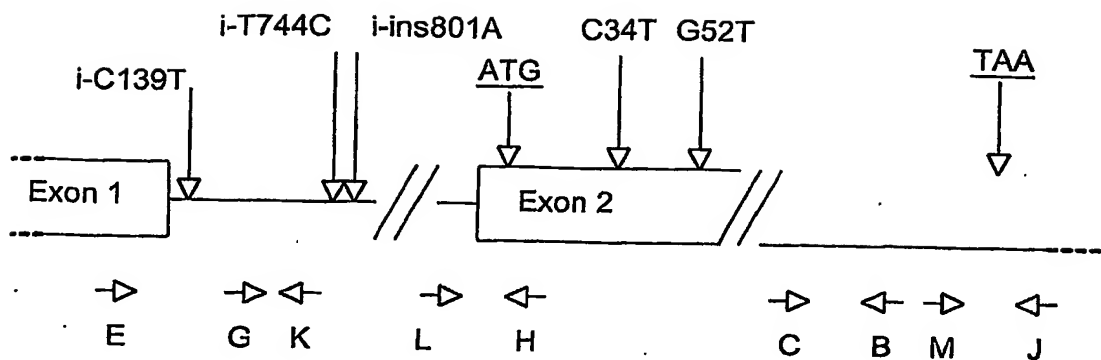 i-T744C i-ins801A C34T G52T
i-C139T ATG TAA
Exon 1 Exon 2
E G K L H C B M J